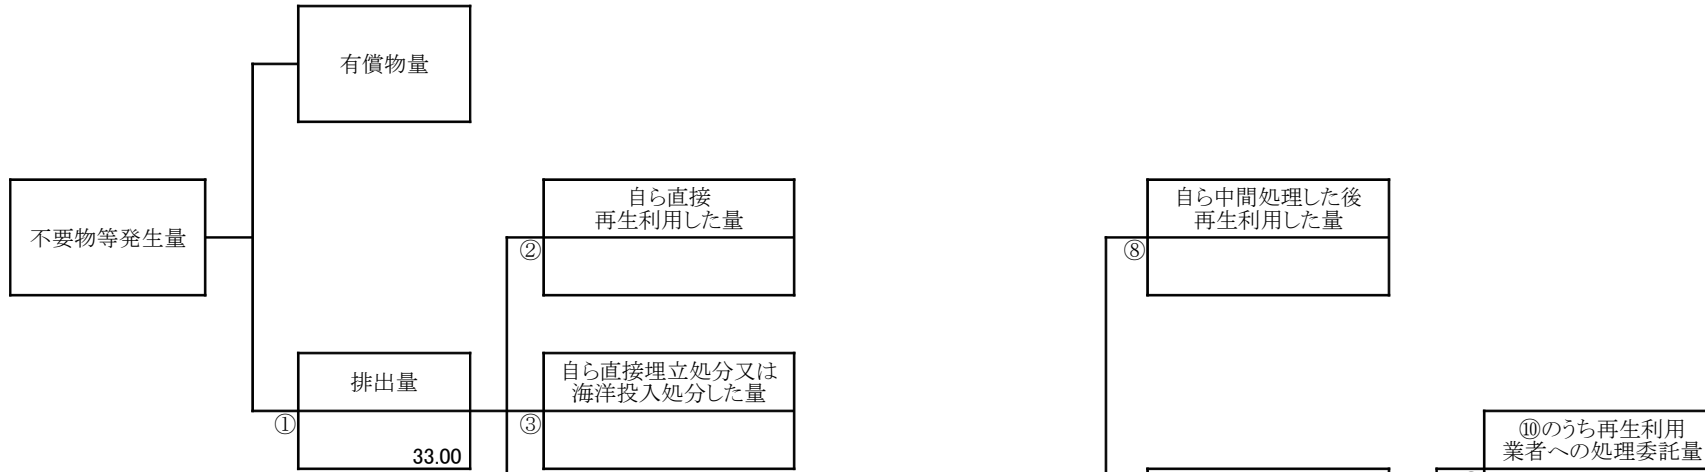 有償物量
不要物等発生量
自ら直接
再生利用した量
②
自ら中間処理した後
再生利用した量
⑧
排出量
①
33.00
自ら直接埋立処分又は
海洋投入処分した量
③
⑩のうち再生利用
業者への処理委託量